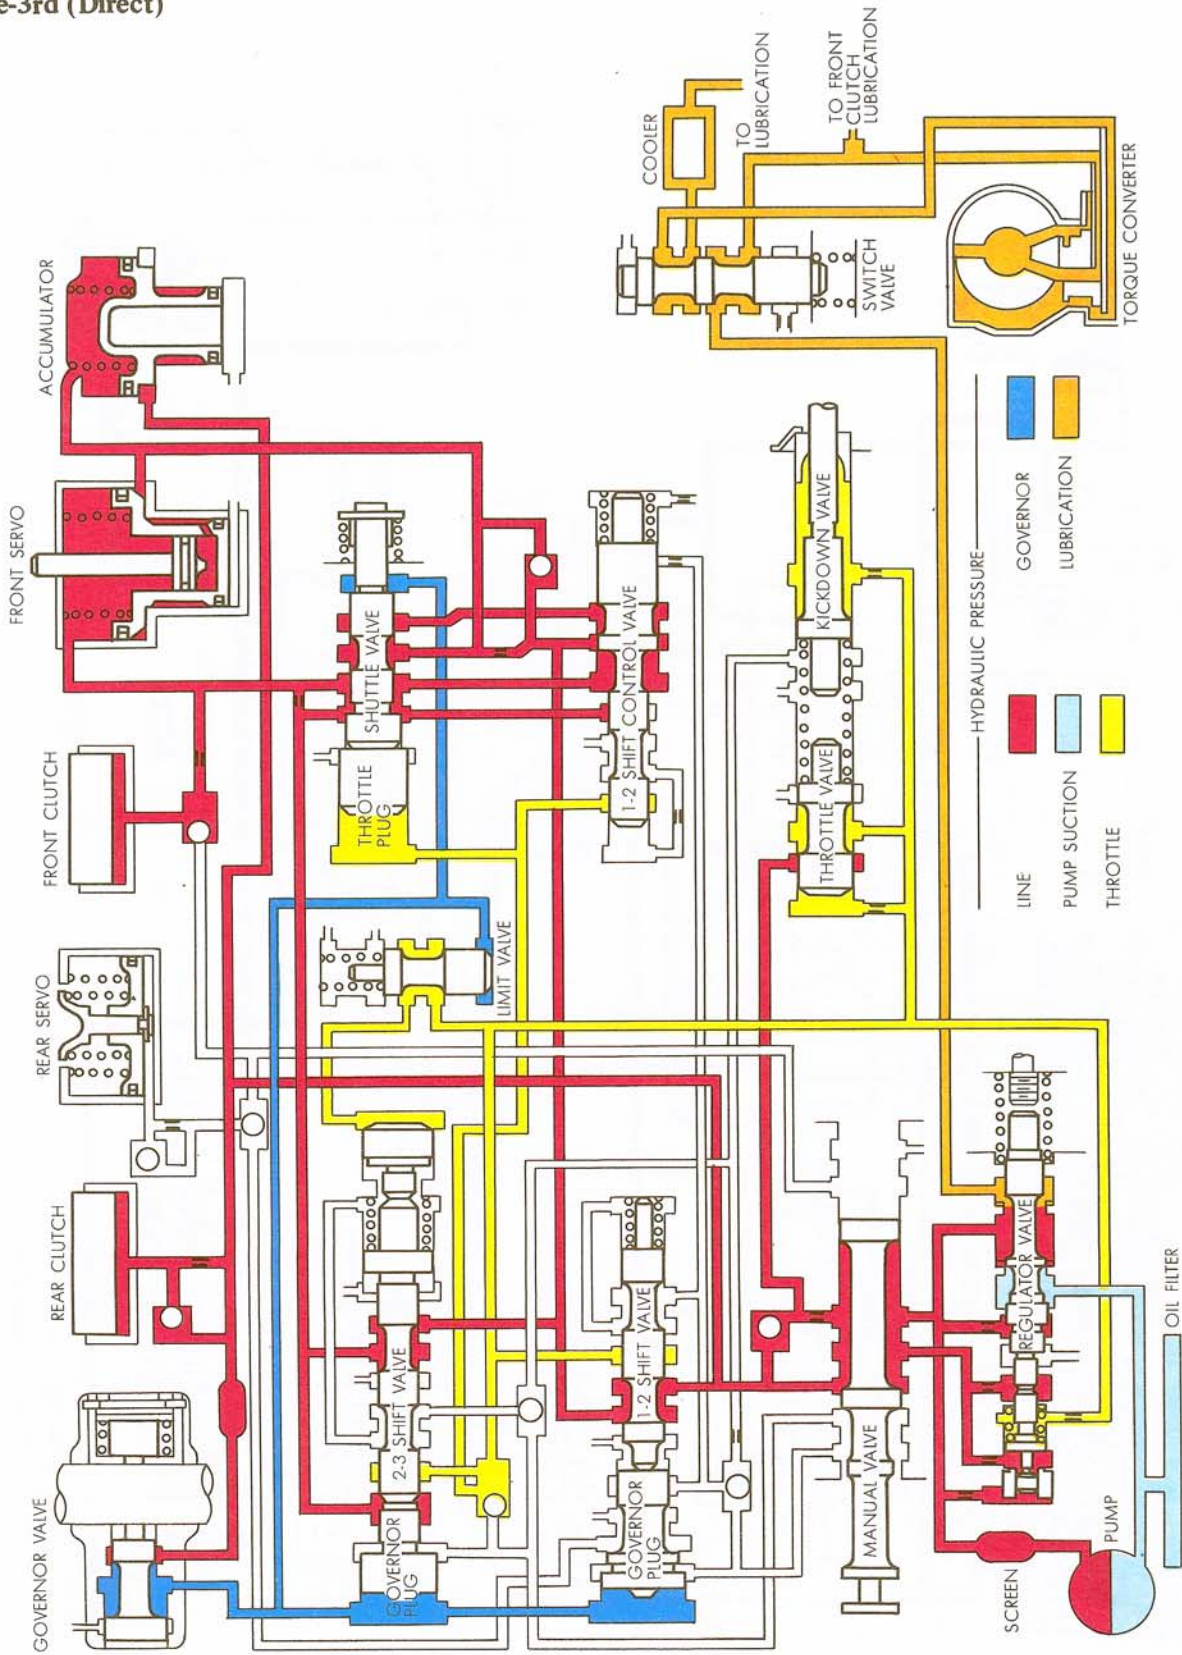 e-3rd (Direct)
GOVERNOR VALVE
REAR CLUTCH
REAR SERVO
FRONT CLUTCH
FRONT SERVO
ACCUMULATOR
GOVERNOR
PLUG
2-3 SHIFT VALVE
LIMIT VALVE
THROTTLE
PLUG
SHUTTLE VALVE
GOVERNOR
PLUG
1-2 SHIFT VALVE
1-2 SHIFT CONTROL VALVE
COOLER
TO
LUBRICATION
TO FRONT
CLUTCH
LUBRICATION
SWITCH
VALVE
MANUAL VALVE
THROTTLE VALVE
KICKDOWN VALVE
SCREEN
PUMP
REGULATOR VALVE
OIL FILTER
TORQUE CONVERTER
HYDRAULIC PRESSURE
LINE
PUMP SUCTION
THROTTLE
GOVERNOR
LUBRICATION